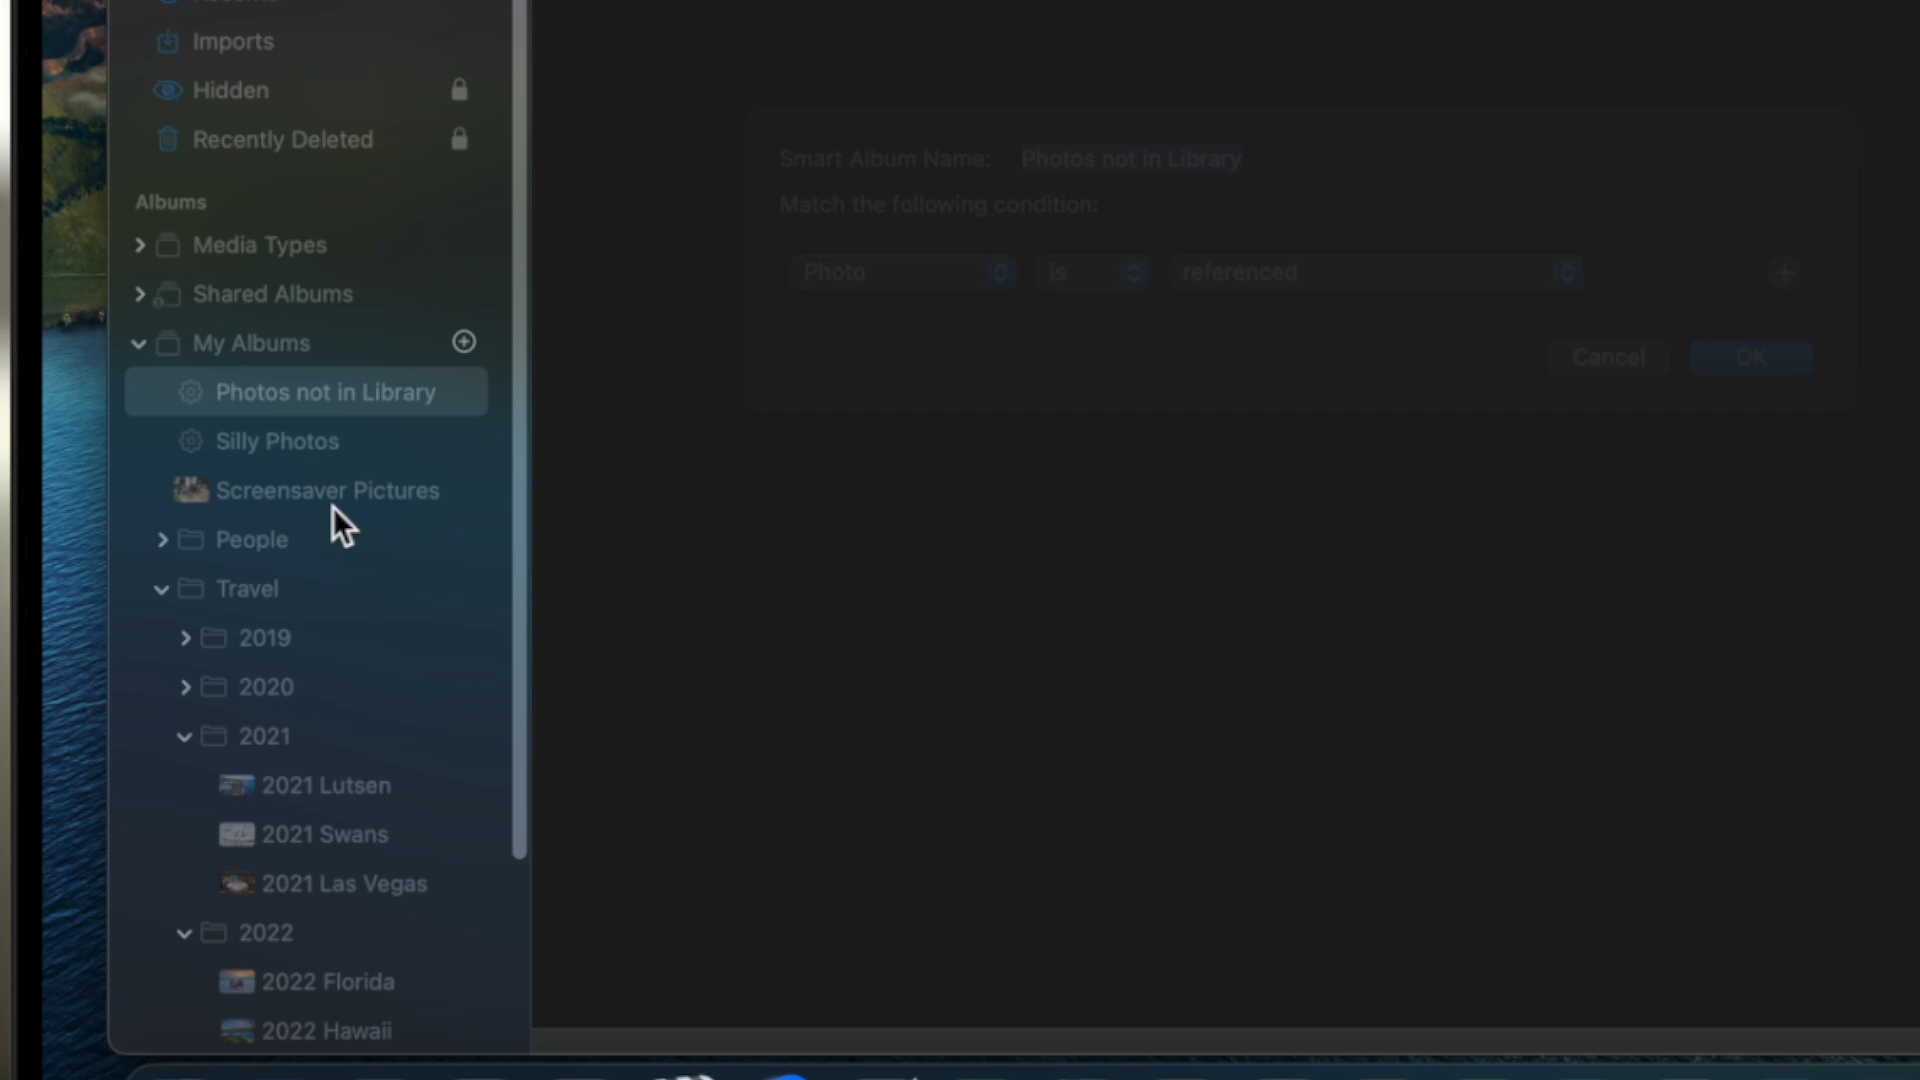 Recents
Imports
Hidden
Recently Deleted
Albums
Media Types
Shared Albums
My Albums
Photos not in Library
Silly Photos
Screensaver Pictures
People
Travel
2019
2020
2021
2021 Lutsen
2021 Swans
2021 Las Vegas
2022
2022 Florida
2022 Hawaii
Smart Album Name: Photos not in Library
Match the following condition:
Photo is referenced
Cancel OK